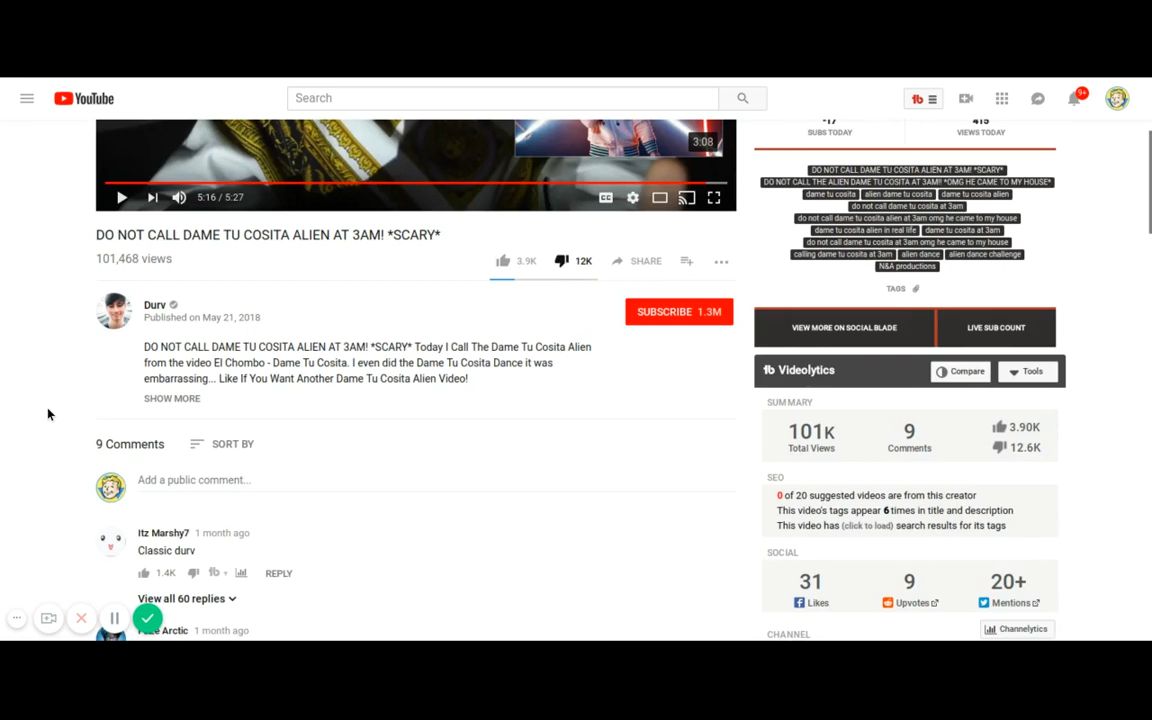 YouTube
Search
9+
3:08
5:16 / 5:27
DO NOT CALL DAME TU COSITA ALIEN AT 3AM! *SCARY*
101,468 views
3.9K
12K
SHARE
Durv
Published on May 21, 2018
SUBSCRIBE 1.3M
DO NOT CALL DAME TU COSITA ALIEN AT 3AM! *SCARY* Today I Call The Dame Tu Cosita Alien
from the video El Chombo - Dame Tu Cosita. I even did the Dame Tu Cosita Dance it was
embarrassing... Like If You Want Another Dame Tu Cosita Alien Video!
SHOW MORE
9 Comments
SORT BY
Add a public comment...
Itz Marshy7 1 month ago
Classic durv
1.4K
REPLY
View all 60 replies
Arctic 1 month ago
-17
415
SUBS TODAY
VIEWS TODAY
DO NOT CALL DAME TU COSITA ALIEN AT 3AM! *SCARY*
DO NOT CALL THE ALIEN DAME TU COSITA AT 3AM!! *OMG HE CAME TO MY HOUSE*
dame tu cosita alien dame tu cosita dame tu cosita alien
do not call dame tu cosita at 3am
do not call dame tu cosita alien at 3am omg he came to my house
dame tu cosita alien in real life dame tu cosita at 3am
do not call dame tu cosita at 3am omg he came to my house
calling dame tu cosita at 3am alien dance alien dance challenge
N&A productions
TAGS
VIEW MORE ON SOCIAL BLADE
LIVE SUB COUNT
tb Videolytics
Compare
Tools
SUMMARY
101K
9
3.90K
Total Views
Comments
12.6K
SEO
0 of 20 suggested videos are from this creator
This video's tags appear 6 times in title and description
This video has (click to load) search results for its tags
SOCIAL
31
9
20+
Likes
Upvotes
Mentions
CHANNEL
Channelytics